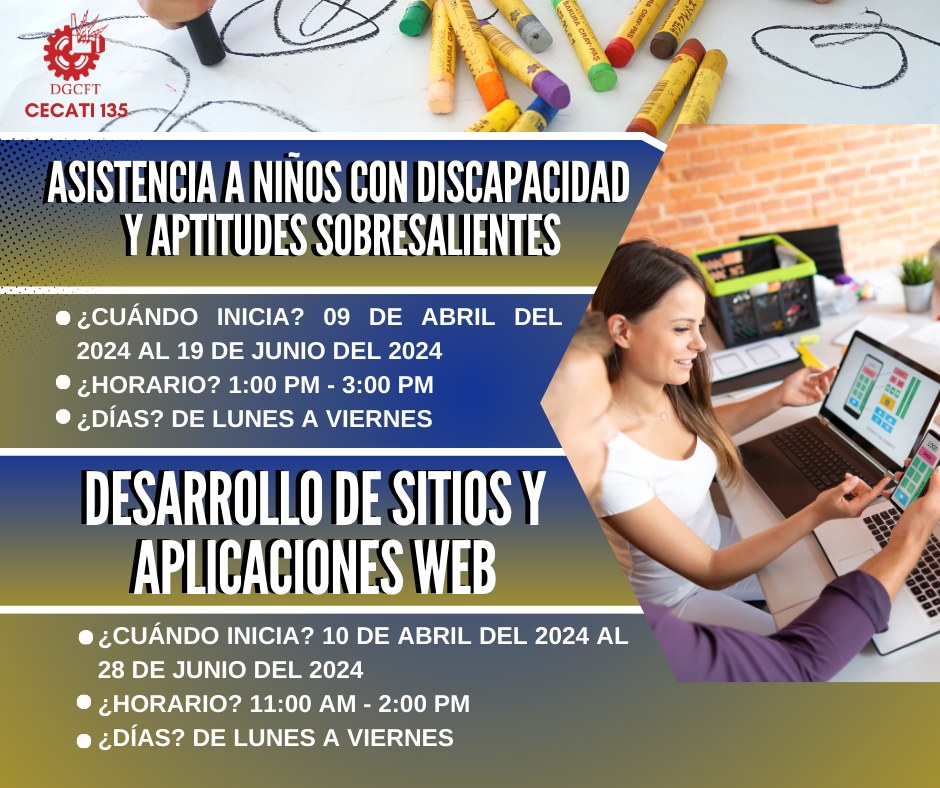 DGCFT
CECATI 135
ASISTENCIA A NIÑOS CON DISCAPACIDAD
Y APTITUDES SOBRESALIENTES
¿CUÁNDO INICIA? 09 DE ABRIL DEL
2024 AL 19 DE JUNIO DEL 2024
¿HORARIO? 1:00 PM - 3:00 PM
¿DÍAS? DE LUNES A VIERNES
DESARROLLO DE SITIOS Y
APLICACIONES WEB
¿CUÁNDO INICIA? 10 DE ABRIL DEL 2024 AL
28 DE JUNIO DEL 2024
¿HORARIO? 11:00 AM - 2:00 PM
¿DÍAS? DE LUNES A VIERNES